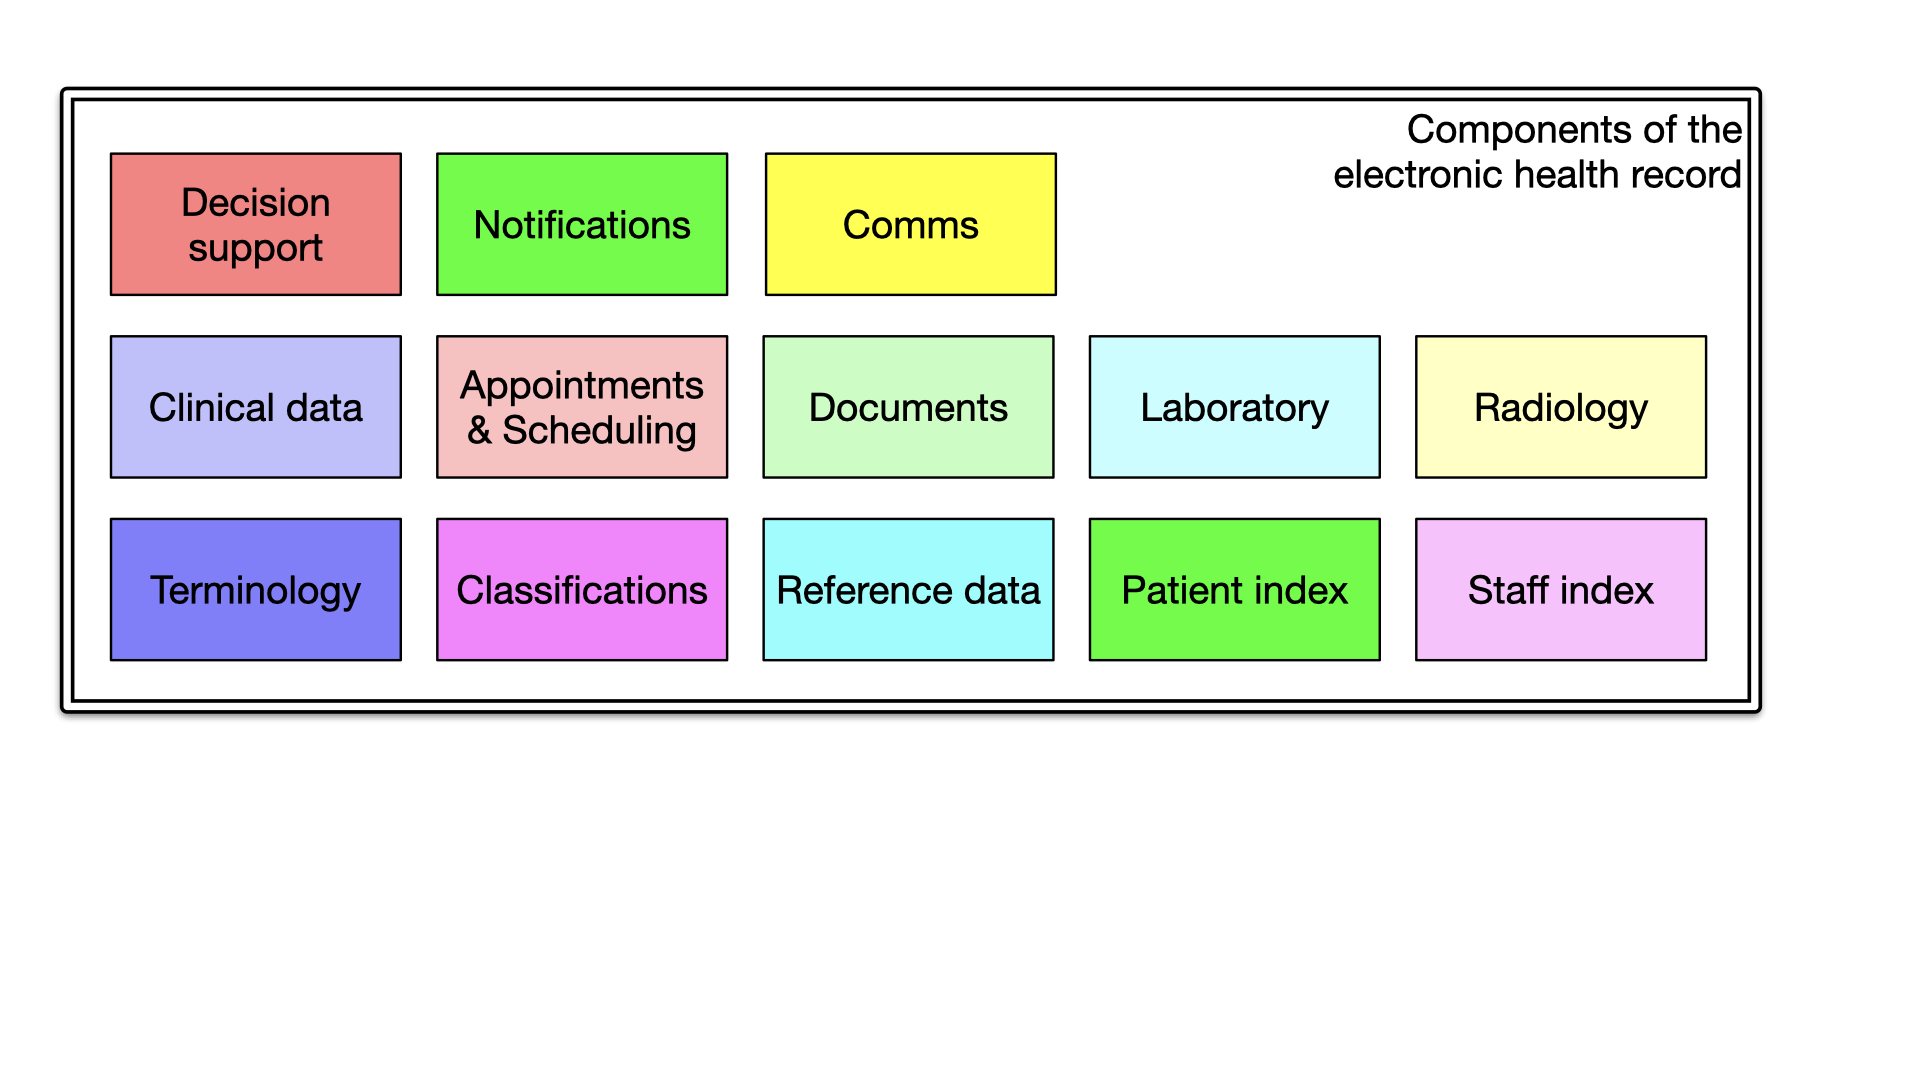 Components of the
electronic health record
Decision
support
Notifications
Comms
Clinical data
Appointments
& Scheduling
Documents
Laboratory
Radiology
Terminology
Classifications
Reference data
Patient index
Staff index